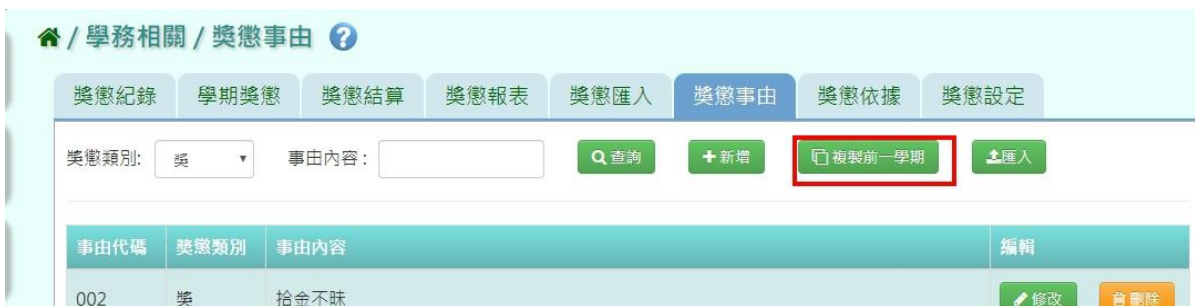 / 學務相關 / 獎懲事由 ?
獎懲紀錄 學期獎懲 獎懲結算 獎懲報表 獎懲匯入 獎懲事由 獎懲依據 獎懲設定
獎懲類別: 獎 事由內容: 查詢 新增 複製前一學期 匯入
事由代碼 獎懲類別 事由內容 編輯
002 獎 拾金不昧 修改 刪除